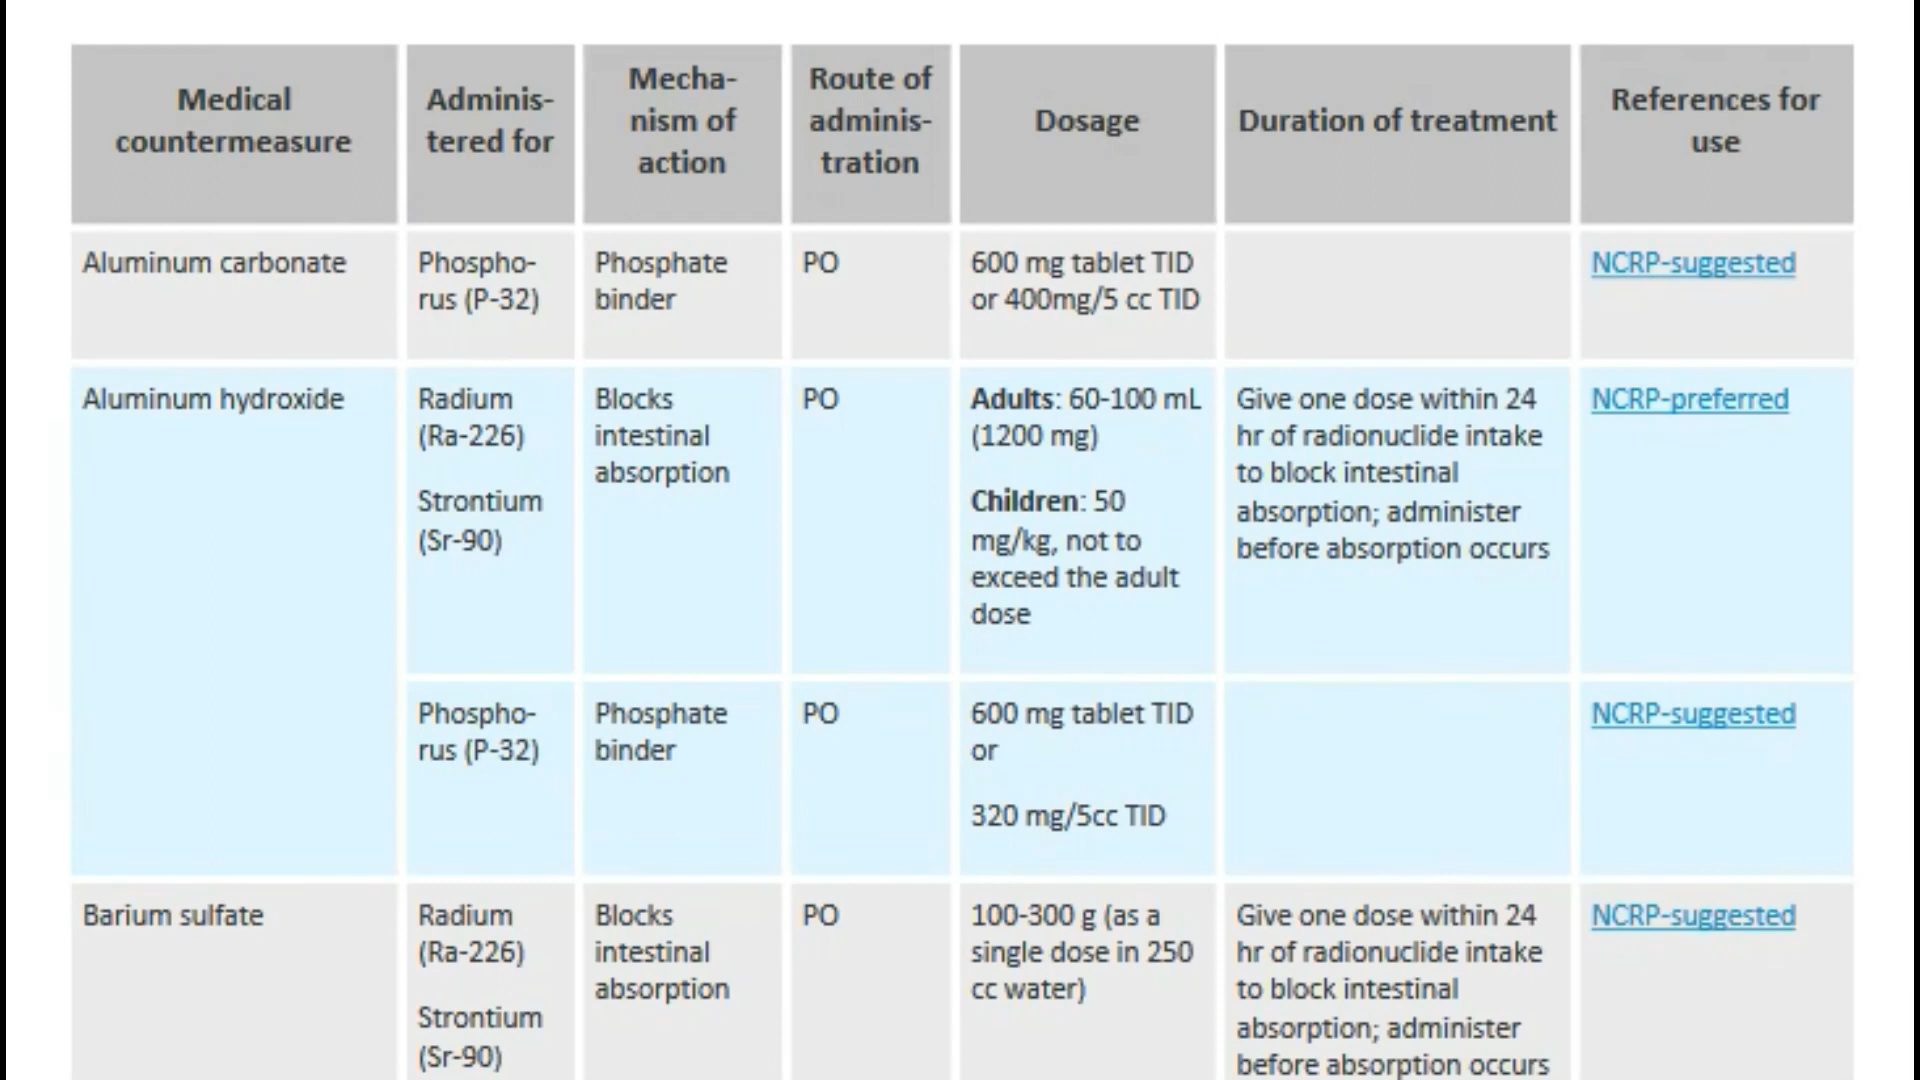 Medical
countermeasure
Adminis-
tered for
Mecha-
nism of
action
Route of
adminis-
tration
Dosage
Duration of treatment
References for
use
Aluminum carbonate
Phospho-
rus (P-32)
Phosphate
binder
PO
600 mg tablet TID
or 400mg/5 cc TID
NCRP-suggested
Aluminum hydroxide
Radium
(Ra-226)
Strontium
(Sr-90)
Blocks
intestinal
absorption
PO
Adults: 60-100 mL
(1200 mg)
Children: 50
mg/kg, not to
exceed the adult
dose
Give one dose within 24
hr of radionuclide intake
to block intestinal
absorption; administer
before absorption occurs
NCRP-preferred
Phospho-
rus (P-32)
Phosphate
binder
PO
600 mg tablet TID
or
320 mg/5cc TID
NCRP-suggested
Barium sulfate
Radium
(Ra-226)
Strontium
(Sr-90)
Blocks
intestinal
absorption
PO
100-300 g (as a
single dose in 250
cc water)
Give one dose within 24
hr of radionuclide intake
to block intestinal
absorption; administer
before absorption occurs
NCRP-suggested